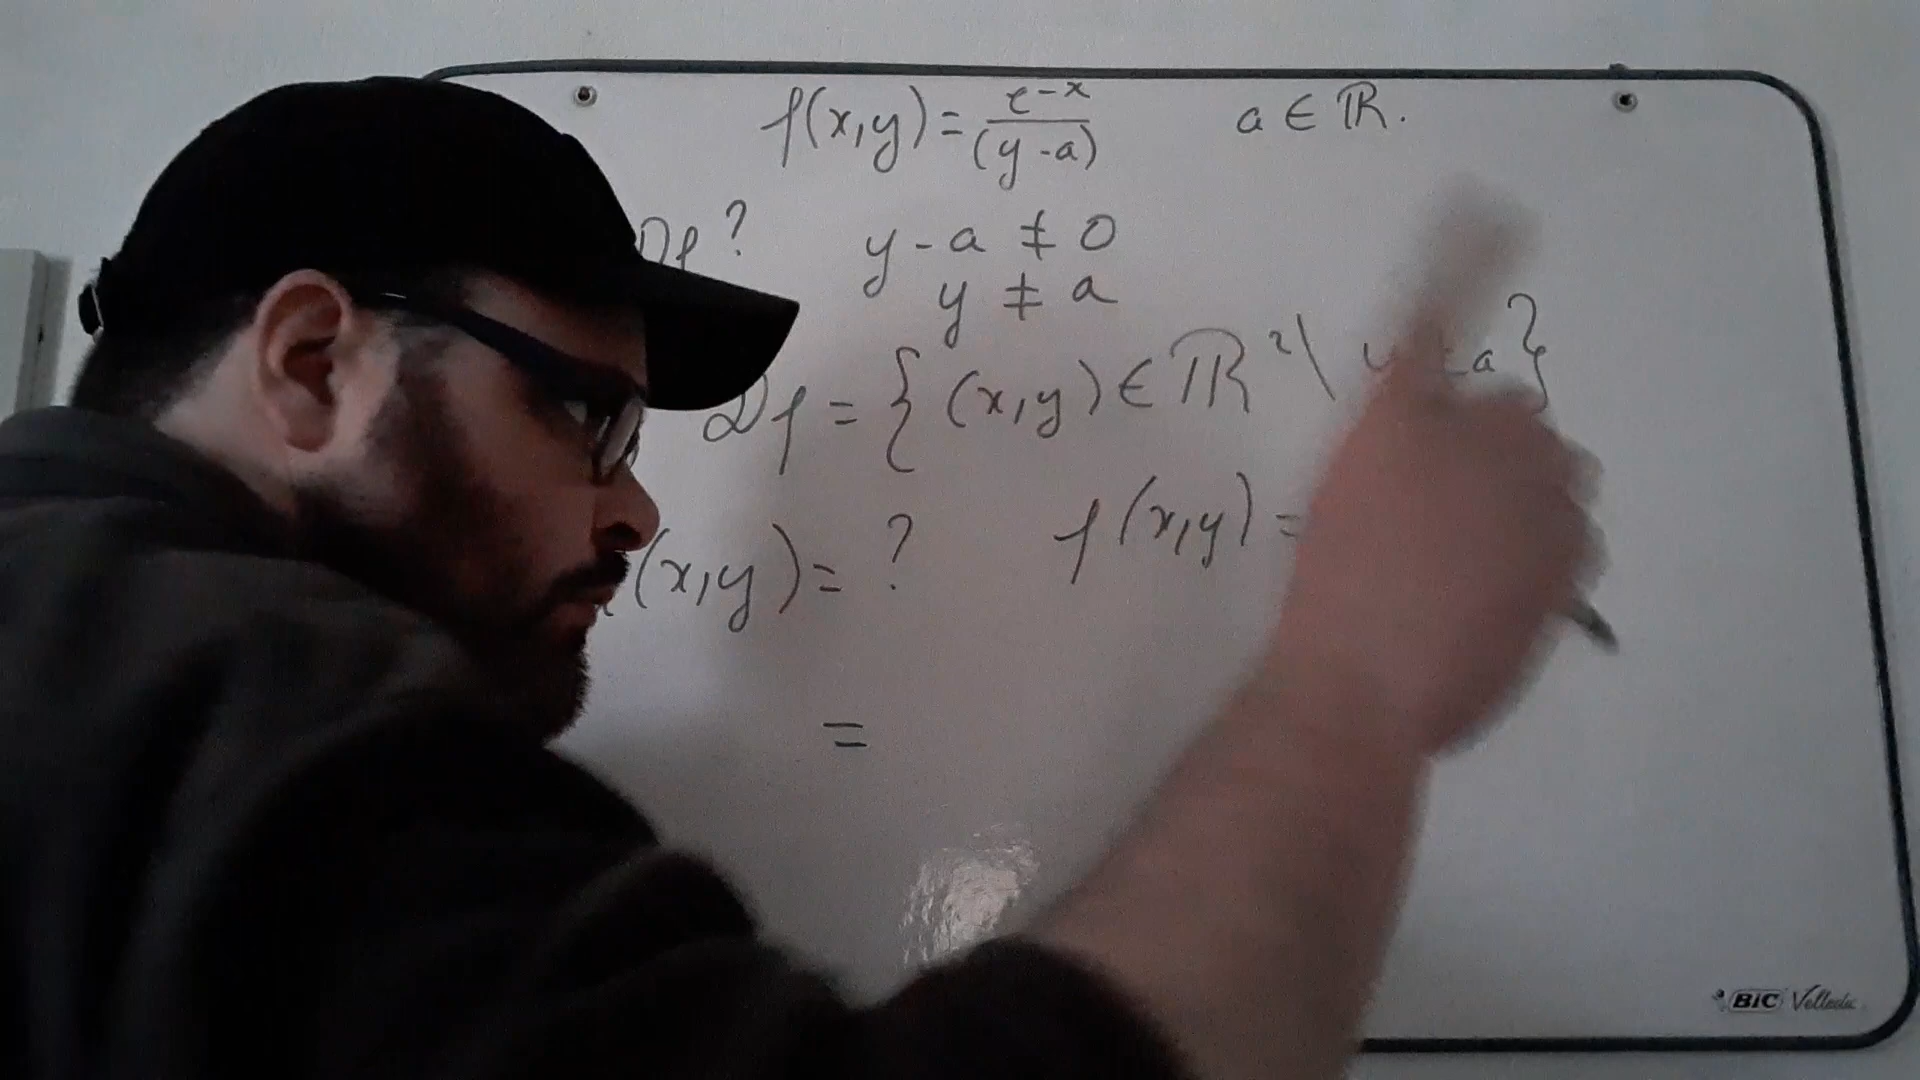 f(x,y) = e^-x / (y-a) a ∈ ℝ.
Df ? y - a ≠ 0
y ≠ a
Df = { (x,y) ∈ ℝ² \ a }
(x,y) = ? f(x,y) =
=
BiC Velleda